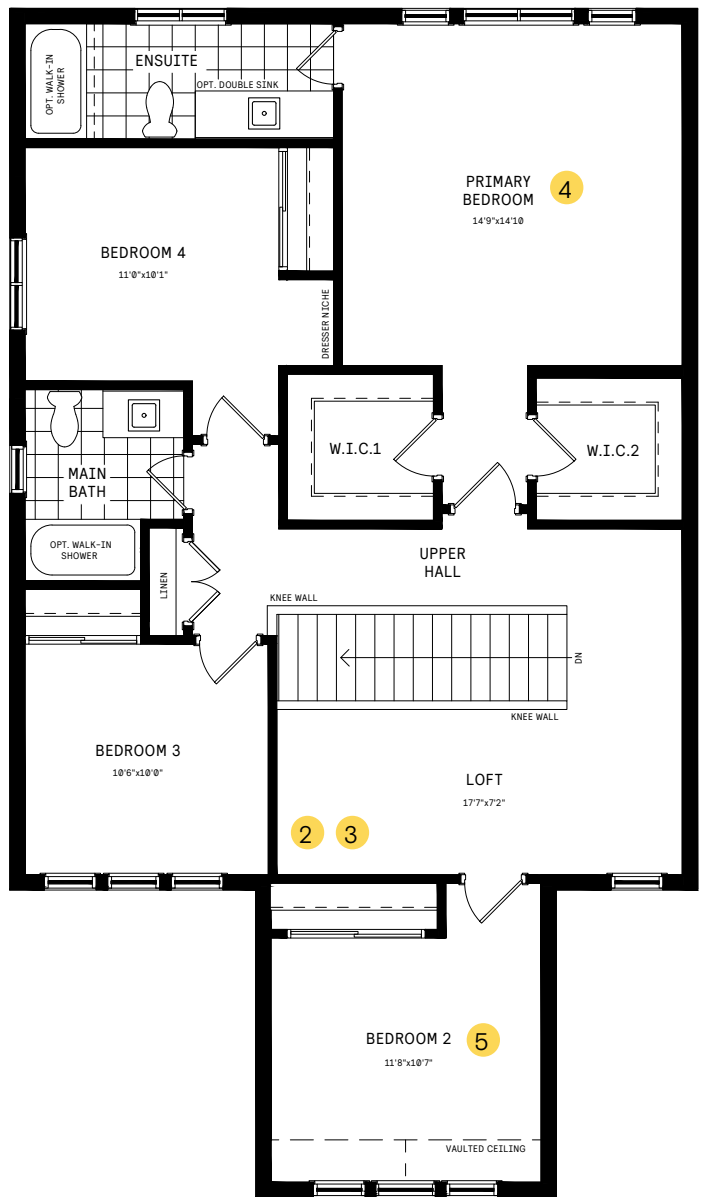 ENSUITE
OPT. WALK-IN
SHOWER
OPT. DOUBLE SINK
PRIMARY
BEDROOM
4
14'9"x14'10
BEDROOM 4
11'0"x10'1"
DRESSER NICHE
W.I.C.1
W.I.C.2
MAIN
BATH
OPT. WALK-IN
SHOWER
LINEN
UPPER
HALL
KNEE WALL
DN
KNEE WALL
BEDROOM 3
10'6"x10'0"
LOFT
17'7"x7'2"
2
3
BEDROOM 2
5
11'8"x10'7"
VAULTED CEILING